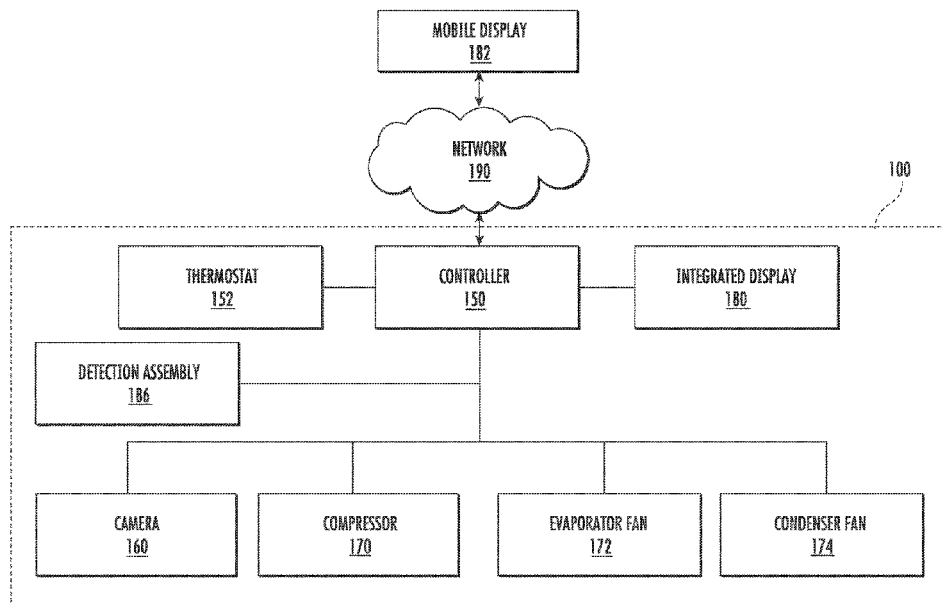 MOBILE DISPLAY
182
NETWORK
190
100
THERMOSTAT
152
CONTROLLER
150
INTEGRATED DISPLAY
180
DETECTION ASSEMBLY
186
CAMERA
160
COMPRESSOR
170
EVAPORATOR FAN
172
CONDENSER FAN
174